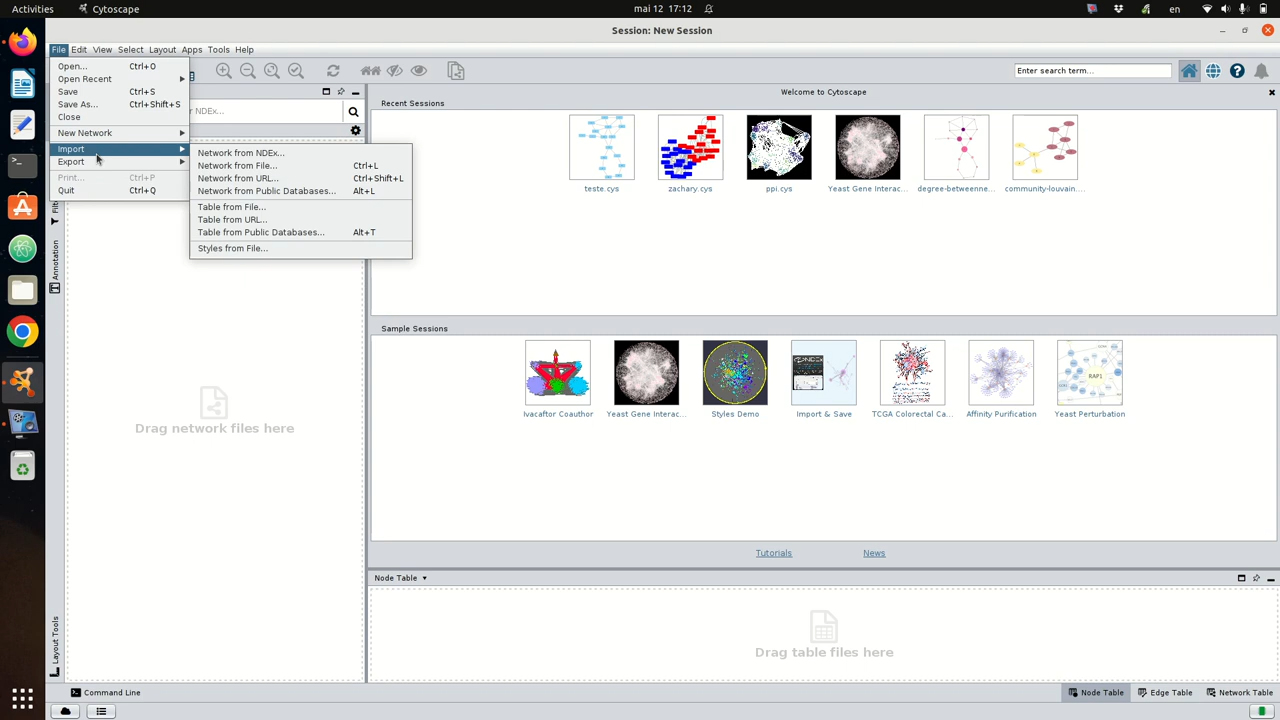 Activities
Cytoscape
mai 12 17:12
en
Session: New Session
File Edit View Select Layout Apps Tools Help
Enter search term...
Open... Ctrl+O
Open Recent
Save Ctrl+S
Save As... Ctrl+Shift+S
Close
New Network
Import
Export
Print... Ctrl+P
Quit Ctrl+Q
NDEx...
Network from NDEx...
Network from File... Ctrl+L
Network from URL... Ctrl+Shift+L
Network from Public Databases... Alt+L
Table from File...
Table from URL...
Table from Public Databases... Alt+T
Styles from File...
Annotation
Layout Tools
Drag network files here
Welcome to Cytoscape
Recent Sessions
teste.cys
zachary.cys
ppi.cys
Yeast Gene Interac...
degree-betweenne...
community-louvain....
Sample Sessions
Ivacaftor Coauthor
Yeast Gene Interac...
Styles Demo
Import & Save
TCGA Colorectal Ca...
Affinity Purification
RAP1
Yeast Perturbation
Tutorials
News
Node Table
Drag table files here
Command Line
Node Table
Edge Table
Network Table